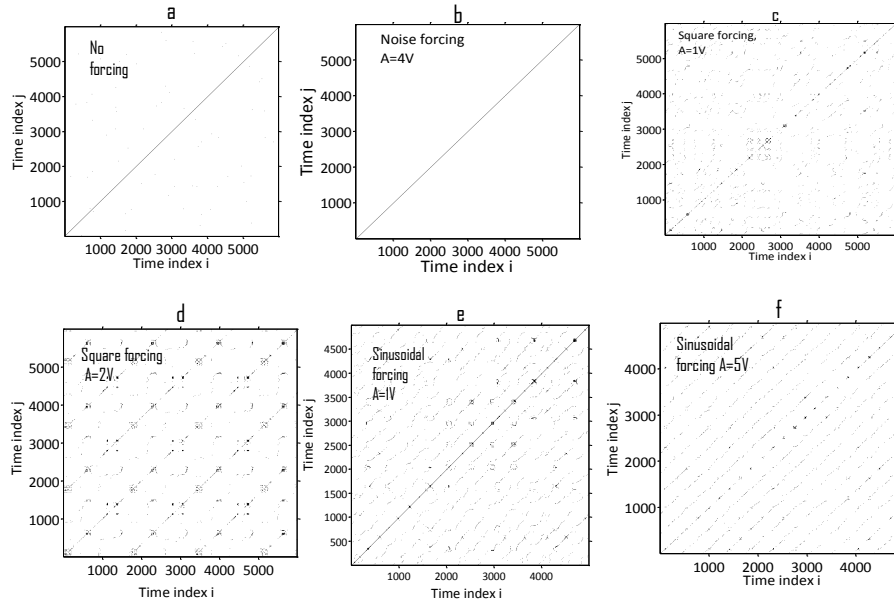 a
No
forcing
Time index j
5000
4000
3000
2000
1000
1000 2000 3000 4000 5000
Time index i
b
Noise forcing
A=4V
Time index j
5000
4000
3000
2000
1000
1000 2000 3000 4000 5000
Time index i
c
Square forcing,
A=1V
Time index j
5000
4000
3000
2000
1000
1000 2000 3000 4000 5000
Time index i
d
Square forcing
A=2V
Time index j
5000
4000
3000
2000
1000
1000 2000 3000 4000 5000
Time index i
e
Sinusoidal
forcing
A=1V
Time index j
4500
4000
3500
3000
2500
2000
1500
1000
500
1000 2000 3000 4000
Time index i
f
Sinusoidal
forcing A=5V
Time index j
4000
3000
2000
1000
1000 2000 3000 4000
Time index i